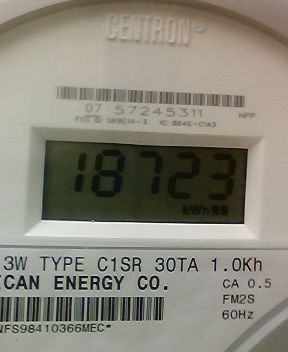 CENTRON®
07 57245311 HPP
18723
kWh
3W TYPE C1SR 30TA 1.0Kh
ICAN ENERGY CO. CA 0.5
FM2S
NFS98410366MEC* 60Hz